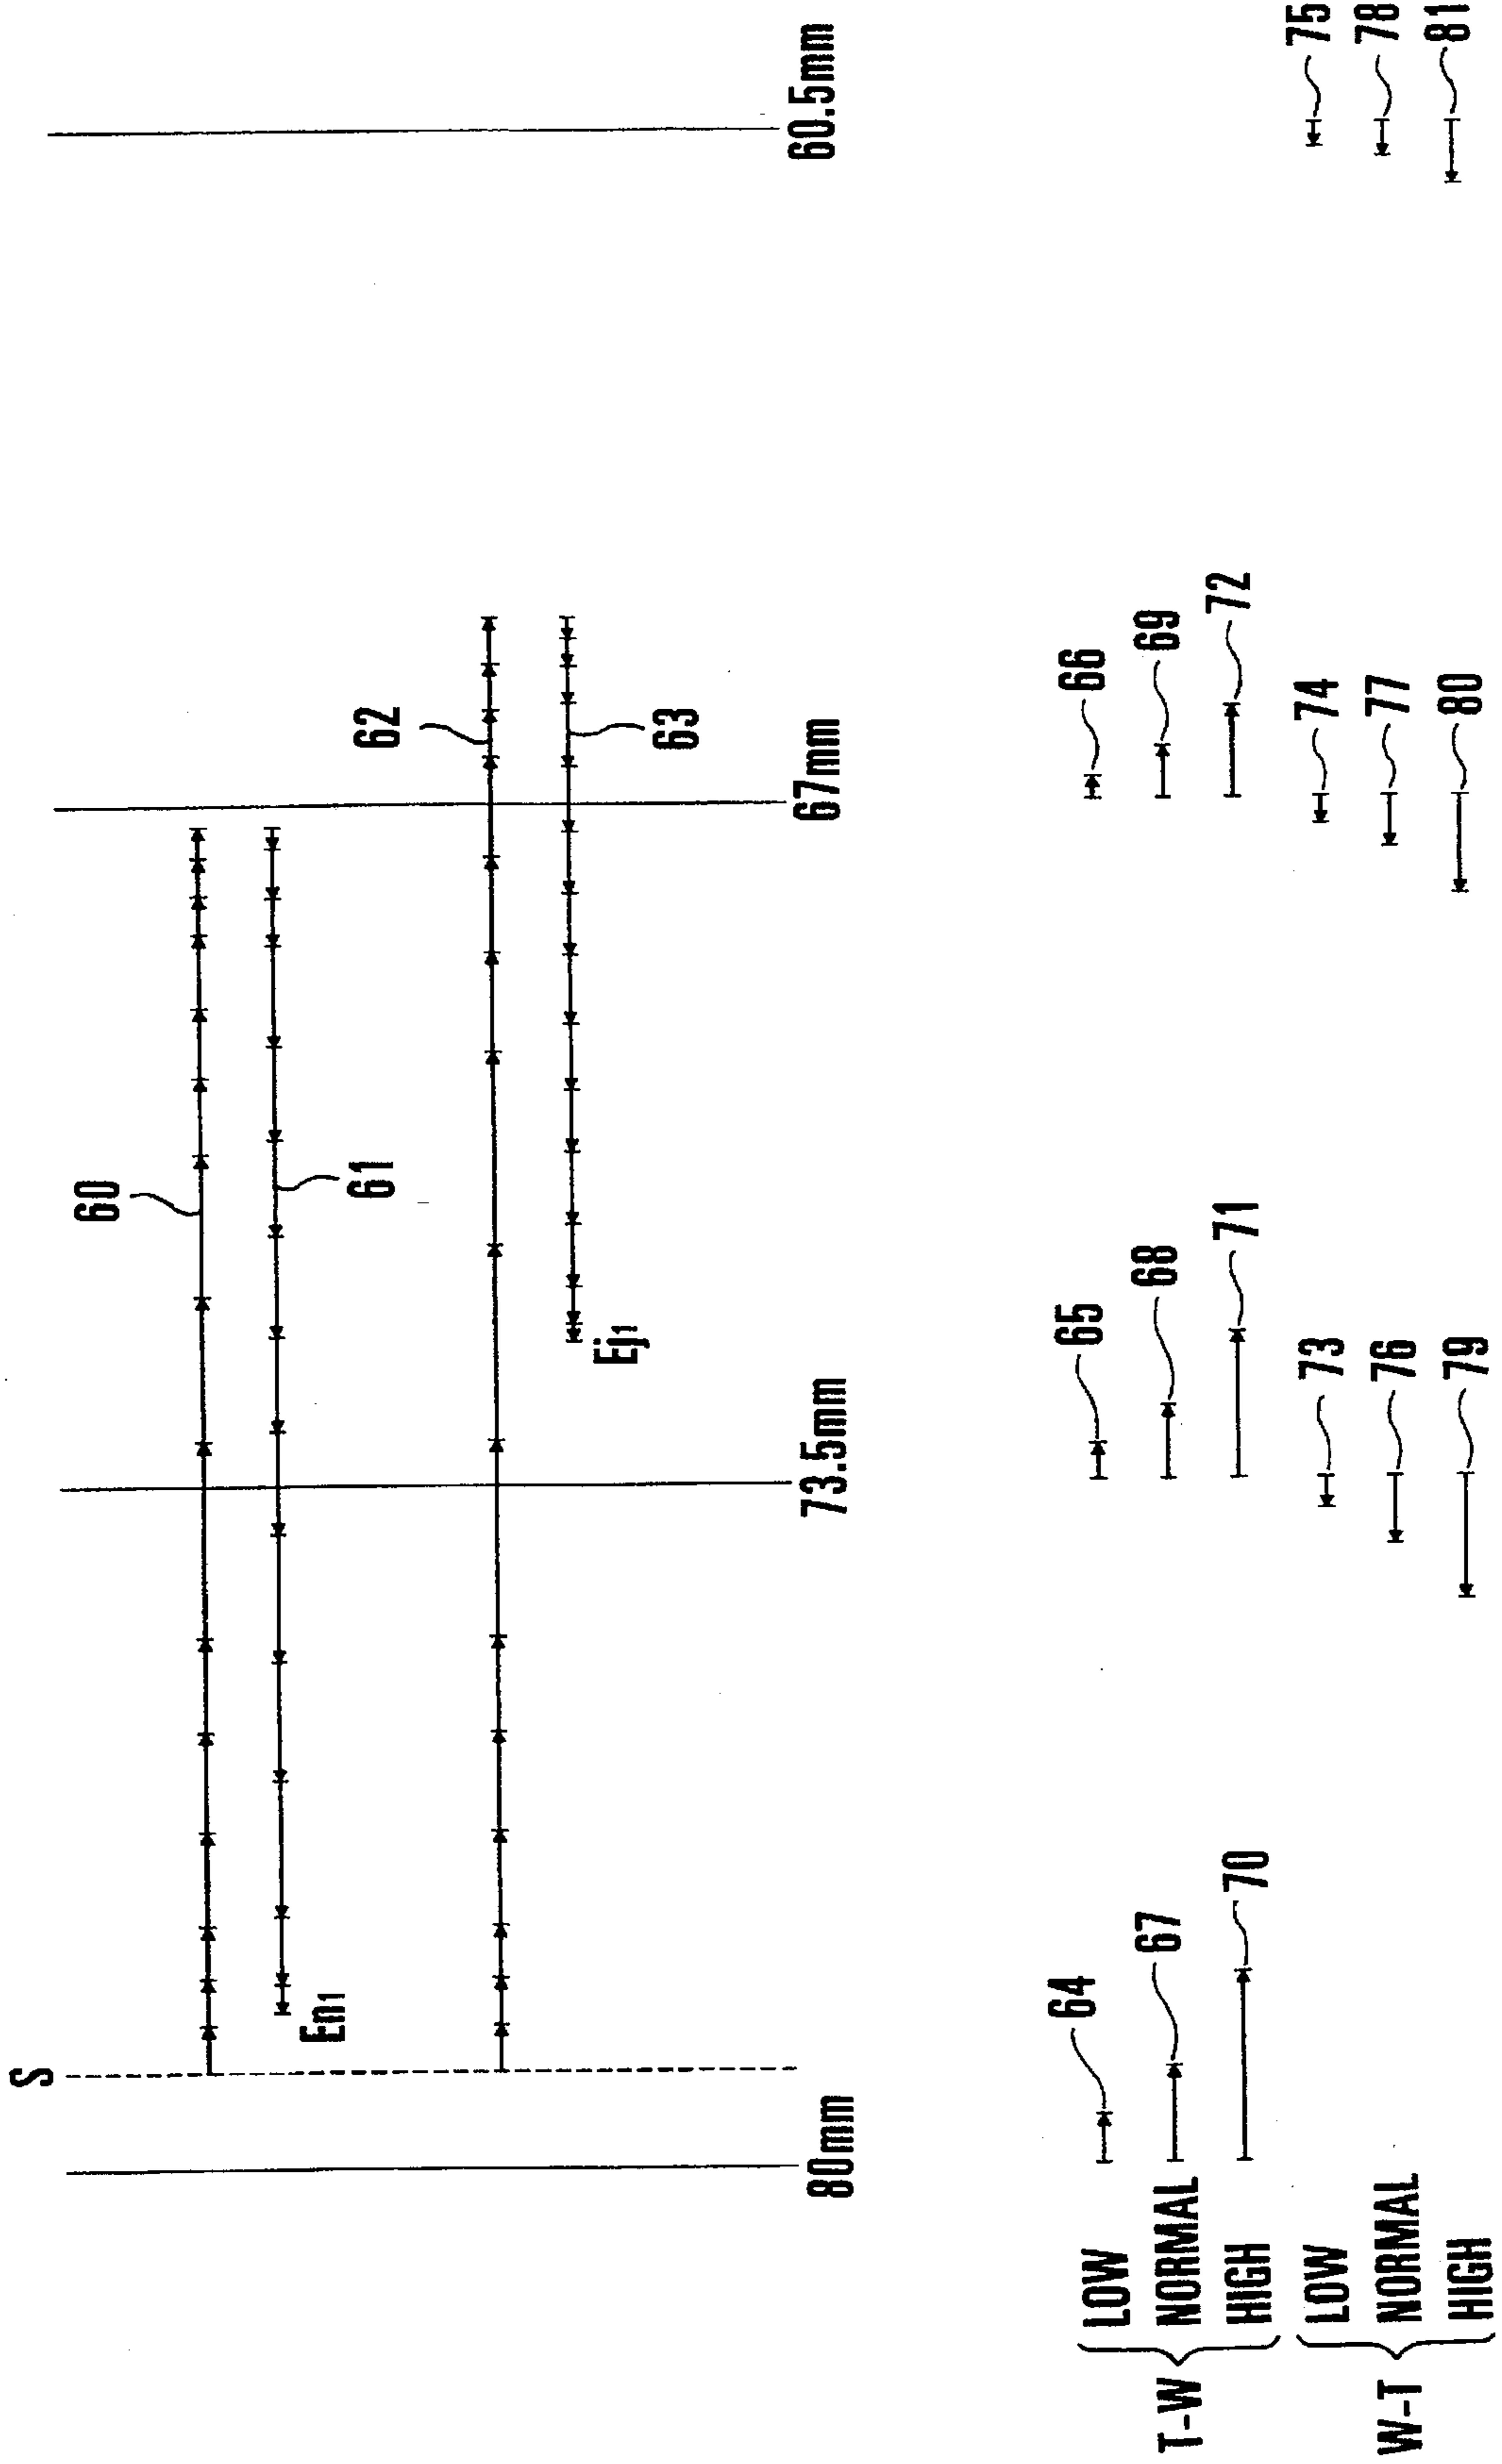 S
60
61
En1
62
63
Ej1
80mm
73.5mm
67mm
60.5mm
T-W
LOW
64
65
66
NORMAL
67
68
69
HIGH
70
71
72
W-T
LOW
73
74
75
NORMAL
76
77
78
HIGH
79
80
81